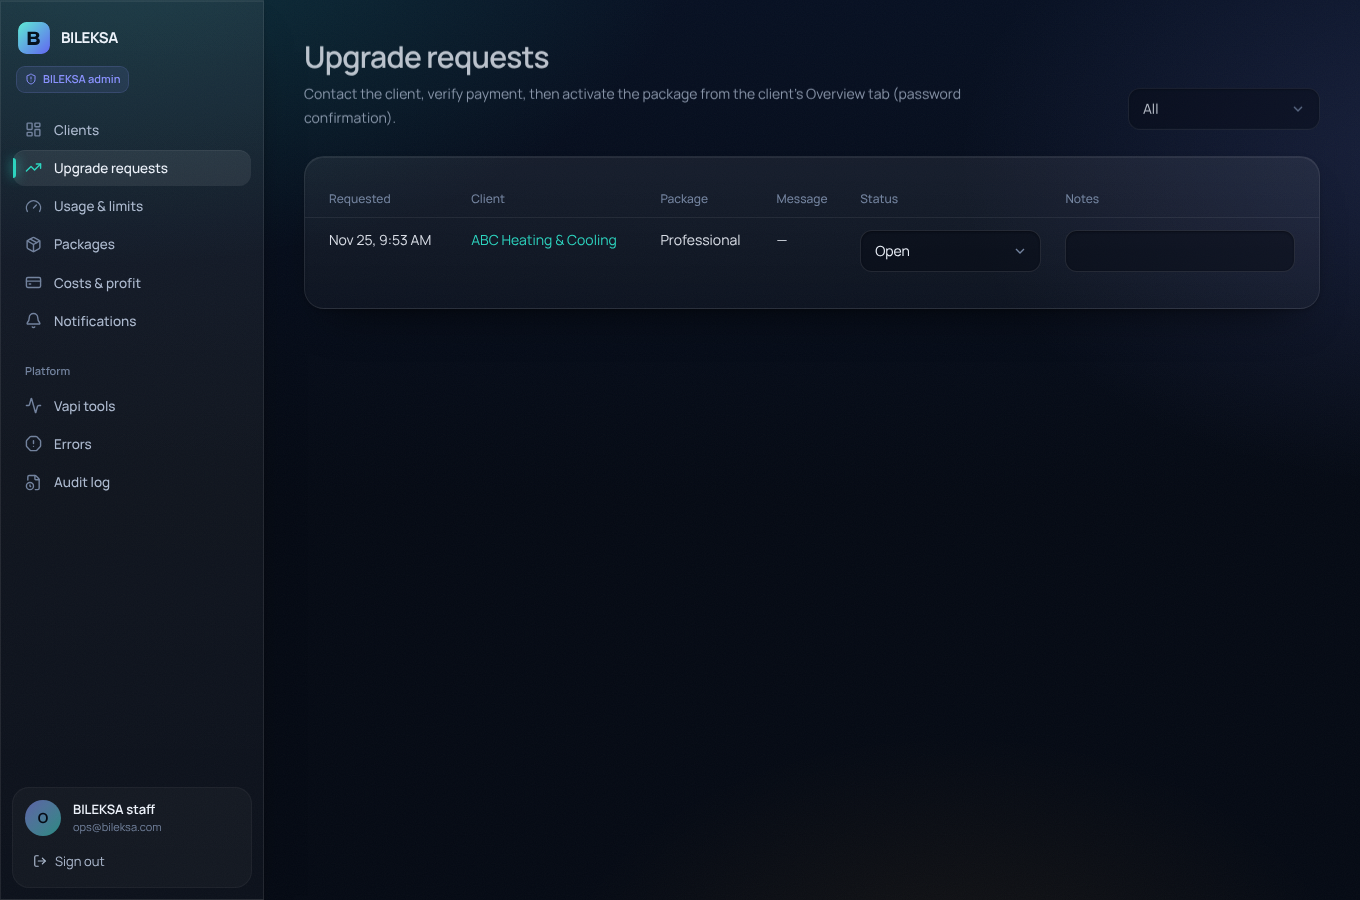 B BILEKSA
BILEKSA admin
Clients
Upgrade requests
Usage & limits
Packages
Costs & profit
Notifications
Platform
Vapi tools
Errors
Audit log
O BILEKSA staff
ops@bileksa.com
Sign out
Upgrade requests
Contact the client, verify payment, then activate the package from the client's Overview tab (password
confirmation).
All
Requested Client Package Message Status Notes
Nov 25, 9:53 AM ABC Heating & Cooling Professional — Open